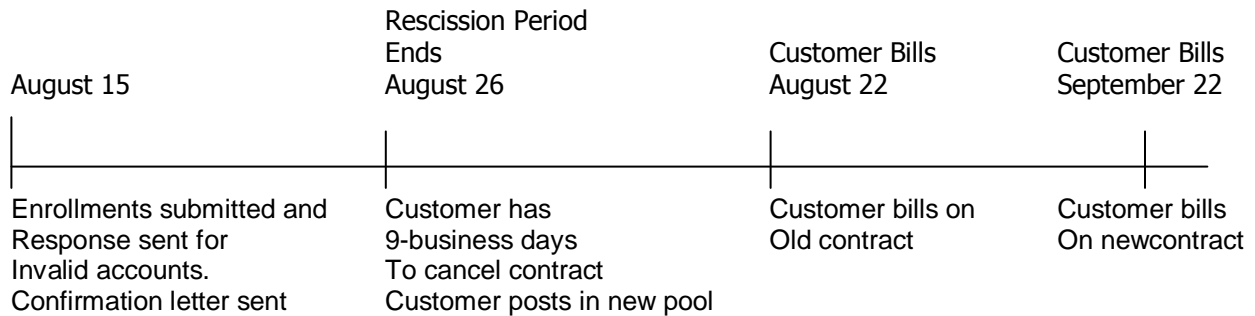 August 15
Rescission Period
Ends
August 26
Customer Bills
August 22
Customer Bills
September 22
Enrollments submitted and
Response sent for
Invalid accounts.
Confirmation letter sent
Customer has
9-business days
To cancel contract
Customer posts in new pool
Customer bills on
Old contract
Customer bills
On newcontract